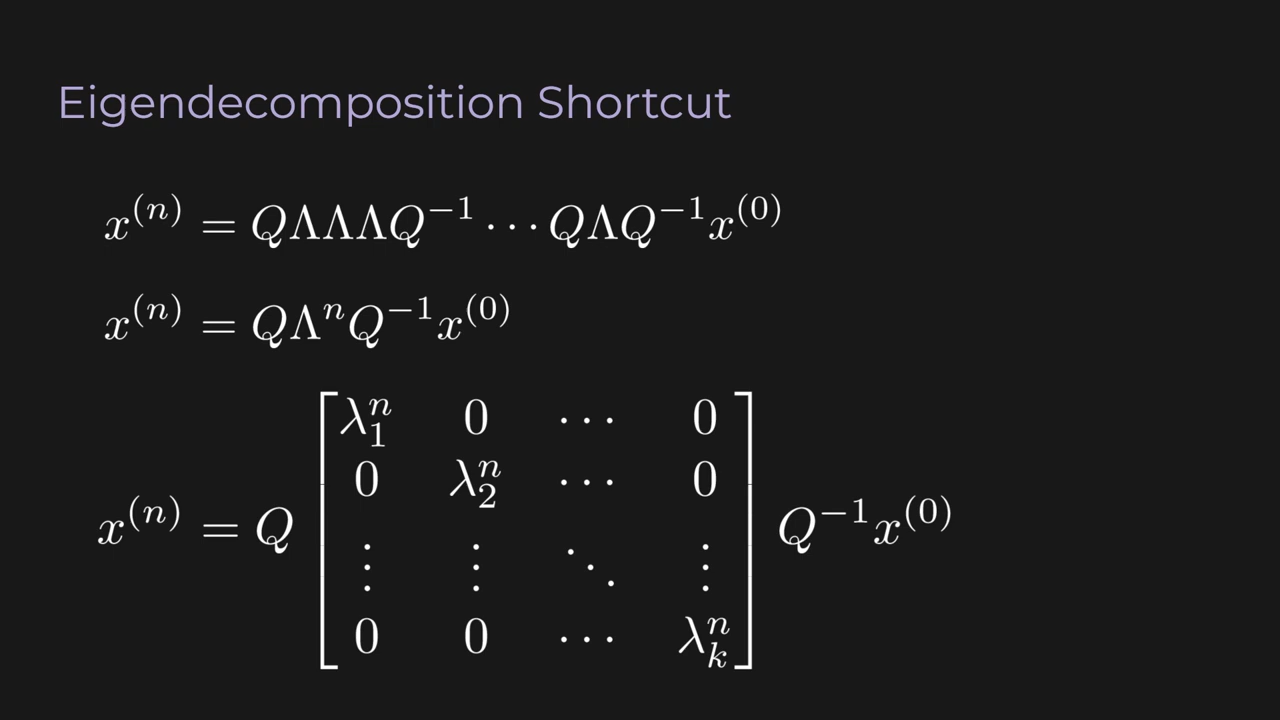 Eigendecomposition Shortcut
x^{(n)} = QΛΛΛQ^{-1} ⋯ QΛQ^{-1}x^{(0)}
x^{(n)} = QΛ^{n}Q^{-1}x^{(0)}
x^{(n)} = Q [ λ_1^n 0 ⋯ 0
0 λ_2^n ⋯ 0
⋮ ⋮ ⋱ ⋮
0 0 ⋯ λ_k^n ] Q^{-1}x^{(0)}